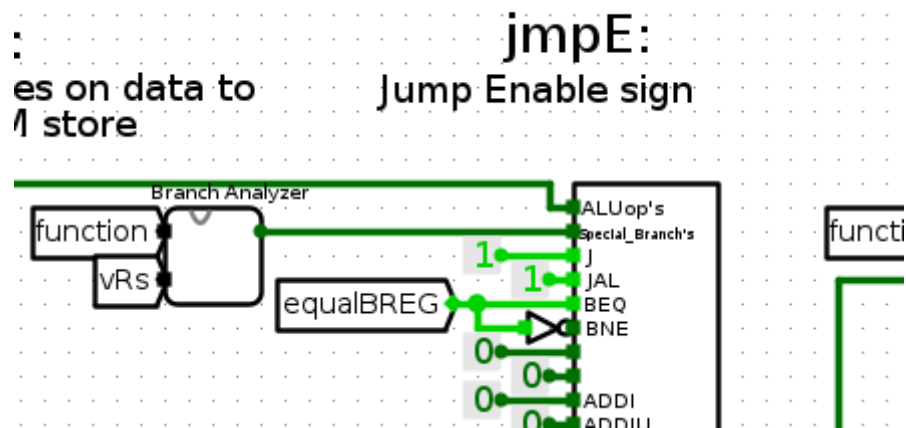 :
jmpE:
es on data to
Jump Enable sign
M store
Branch Analyzer
ALUop's
function
Special_Branch's
functi
1
J
vRs
1
JAL
equalBREG
BEQ
BNE
0
0
0
ADDI
0
ADDIU